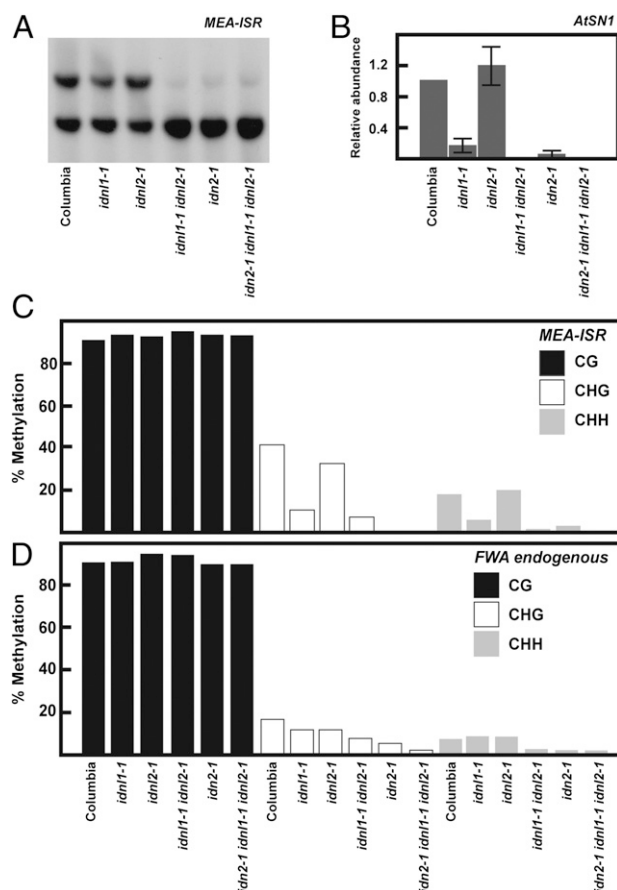 A
MEA-ISR
Columbia
idnl1-1
idnl2-1
idnl1-1 idnl2-1
idn2-1
idn2-1 idnl1-1 idnl2-1
B
AtSN1
Relative abundance
1.2
0.8
0.4
Columbia
idnl1-1
idnl2-1
idnl1-1 idnl2-1
idn2-1
idn2-1 idnl1-1 idnl2-1
C
MEA-ISR
CG
CHG
CHH
% Methylation
80
60
40
20
D
FWA endogenous
CG
CHG
CHH
% Methylation
80
60
40
20
Columbia
idnl1-1
idnl2-1
idnl1-1 idnl2-1
idn2-1
idn2-1 idnl1-1 idnl2-1
Columbia
idnl1-1
idnl2-1
idnl1-1 idnl2-1
idn2-1
idn2-1 idnl1-1 idnl2-1
Columbia
idnl1-1
idnl2-1
idnl1-1 idnl2-1
idn2-1
idn2-1 idnl1-1 idnl2-1